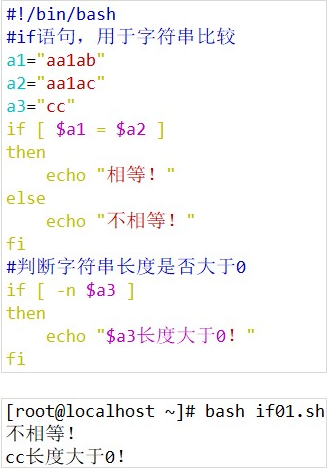 #!/bin/bash
#if语句，用于字符串比较
a1="aa1ab"
a2="aa1ac"
a3="cc"
if [ $a1 = $a2 ]
then
    echo "相等！"
else
    echo "不相等！"
fi
#判断字符串长度是否大于0
if [ -n $a3 ]
then
    echo "$a3长度大于0！"
fi
[root@localhost ~]# bash if01.sh
不相等！
cc长度大于0！